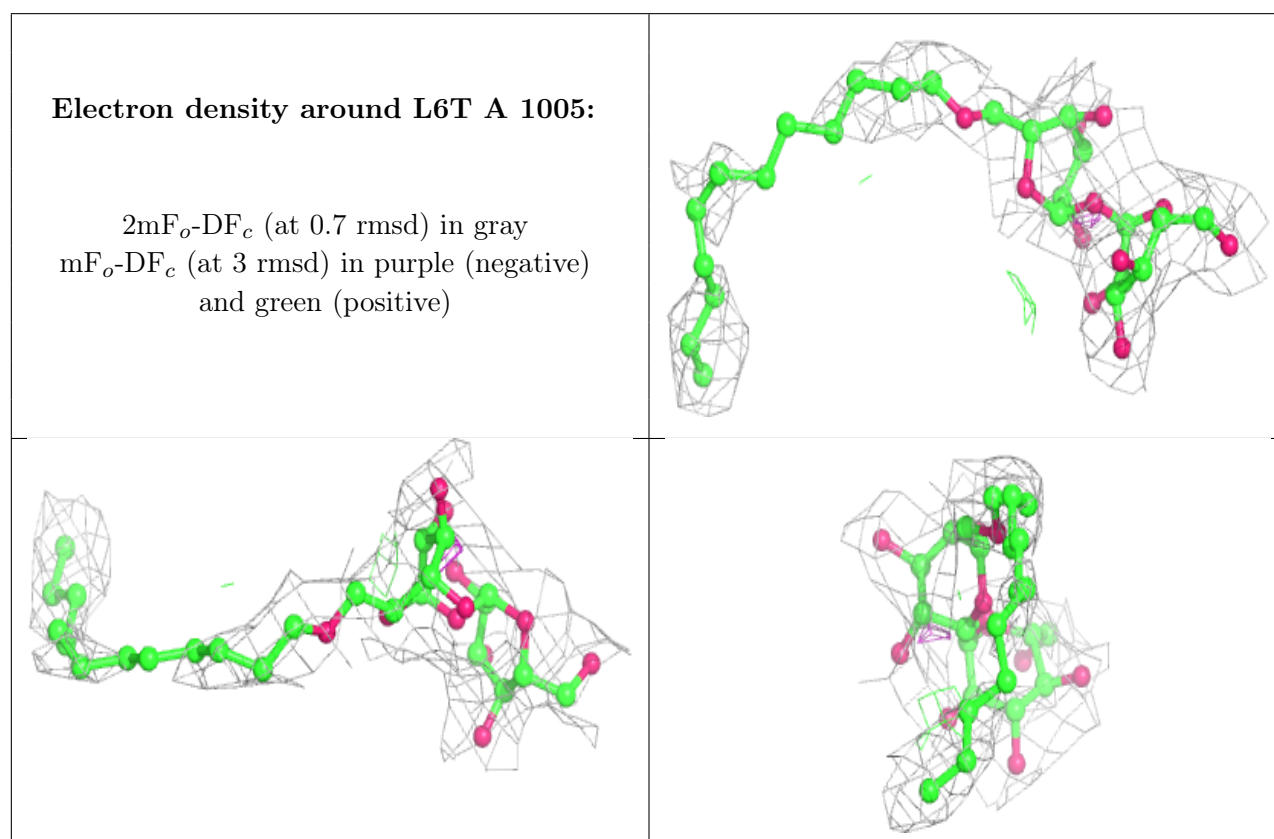 Electron density around L6T A 1005:
2mFo-DFc (at 0.7 rmsd) in gray
mFo-DFc (at 3 rmsd) in purple (negative)
and green (positive)